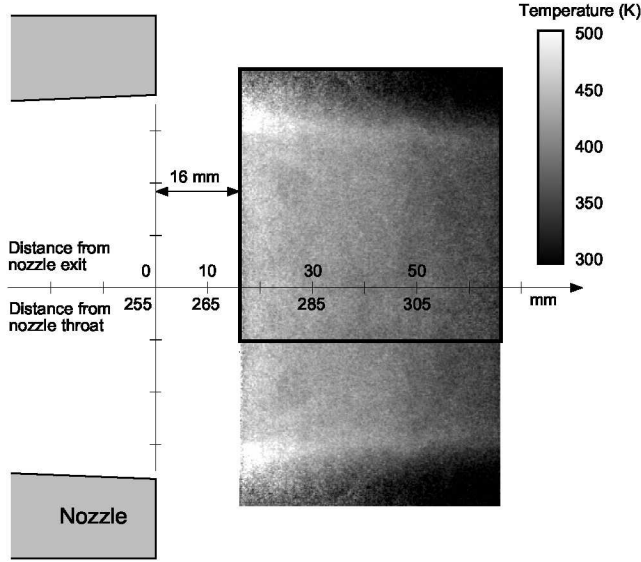 Temperature (K)
500
450
400
350
300
16 mm
Distance from
nozzle exit
0
10
30
50
Distance from
nozzle throat
255
265
285
305
mm
Nozzle